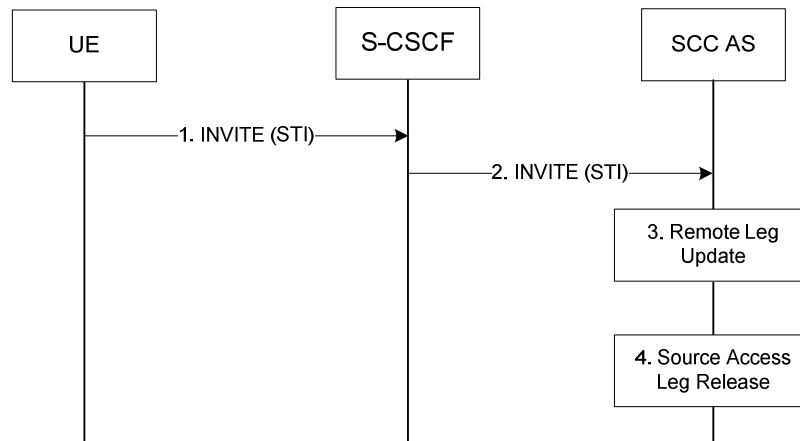 UE
S-CSCF
SCC AS
1. INVITE (STI)
2. INVITE (STI)
3. Remote Leg
Update
4. Source Access
Leg Release